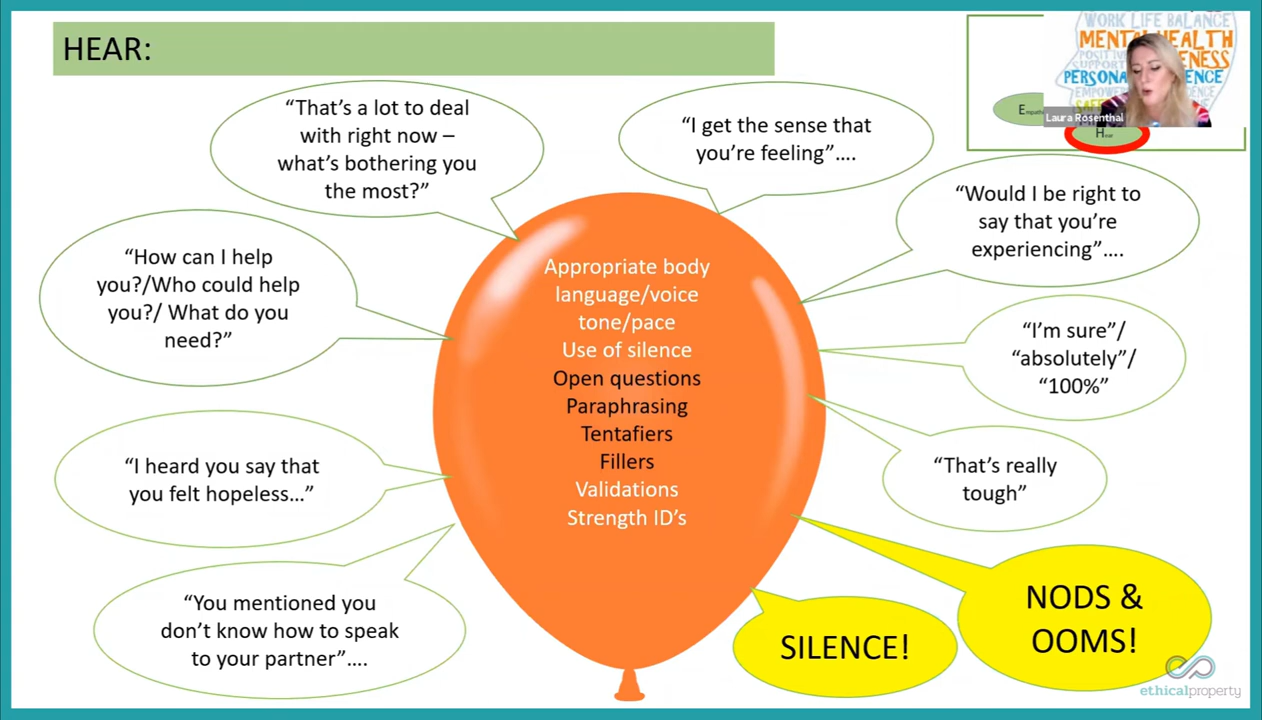 HEAR:
“That’s a lot to deal
with right now –
what’s bothering you
the most?”
“I get the sense that
you’re feeling”….
“Would I be right to
say that you’re
experiencing”….
“How can I help
you?/Who could help
you?/ What do you
need?”
“I’m sure”/
“absolutely”/
“100%”
“I heard you say that
you felt hopeless…”
“That’s really
tough”
“You mentioned you
don’t know how to speak
to your partner”….
SILENCE!
NODS &
OOMS!
Appropriate body
language/voice
tone/pace
Use of silence
Open questions
Paraphrasing
Tentafiers
Fillers
Validations
Strength ID’s
WORK LIFE BALANCE
MENTAL HEALTH
PERSONA
Laura Rosenthal
Hear
ethicalproperty